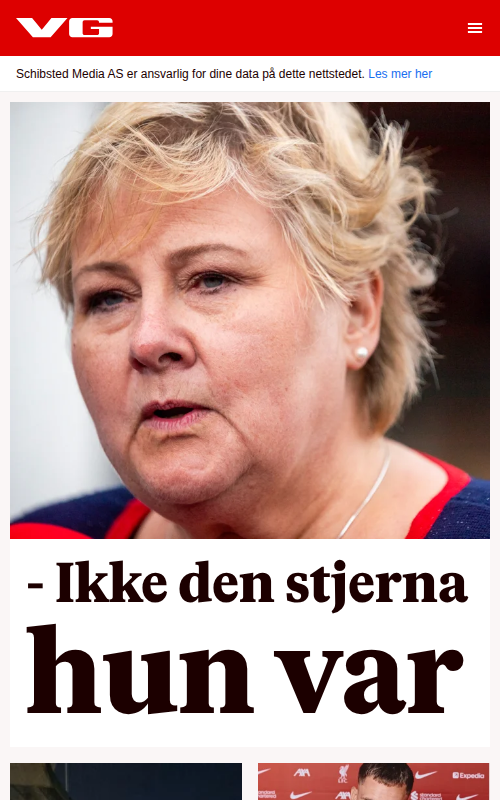 VG
Schibsted Media AS er ansvarlig for dine data på dette nettstedet. Les mer her
- Ikke den stjerna
hun var
Expedia